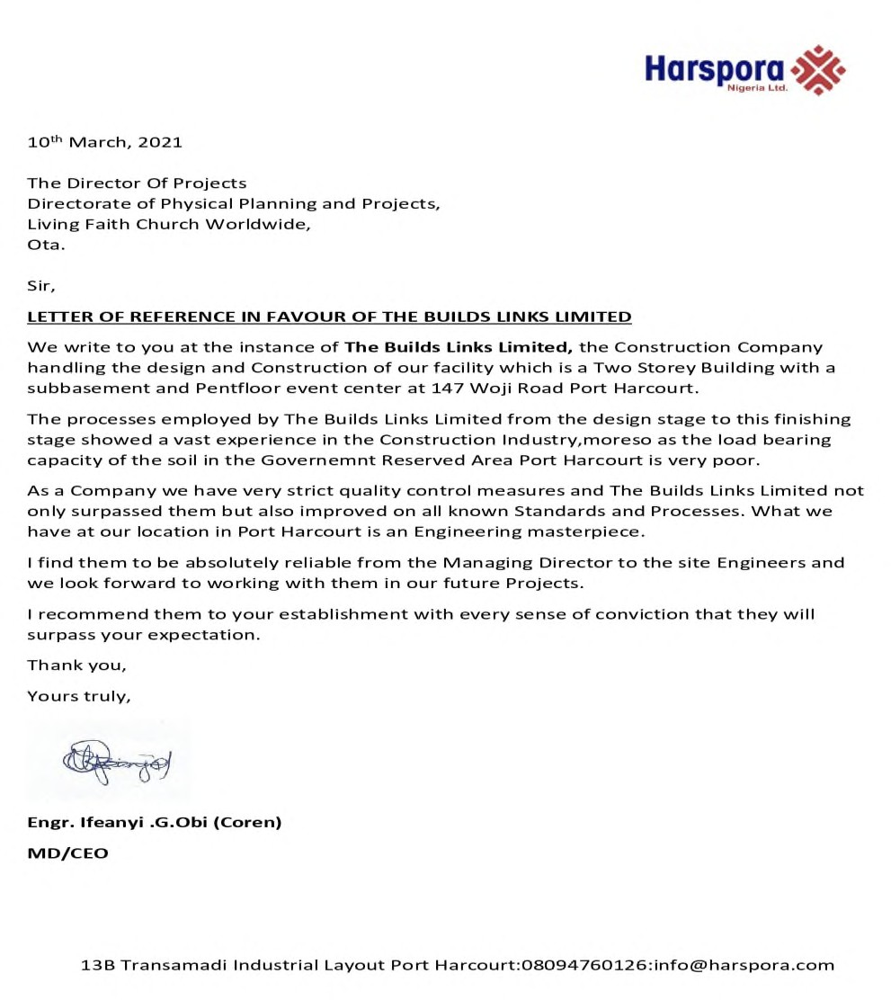 Harspora
Nigeria Ltd.
10th March, 2021
The Director Of Projects
Directorate of Physical Planning and Projects,
Living Faith Church Worldwide,
Ota.
Sir,
LETTER OF REFERENCE IN FAVOUR OF THE BUILDS LINKS LIMITED
We write to you at the instance of The Builds Links Limited, the Construction Company
handling the design and Construction of our facility which is a Two Storey Building with a
subbasement and Pentfloor event center at 147 Woji Road Port Harcourt.
The processes employed by The Builds Links Limited from the design stage to this finishing
stage showed a vast experience in the Construction Industry,moreso as the load bearing
capacity of the soil in the Governemnt Reserved Area Port Harcourt is very poor.
As a Company we have very strict quality control measures and The Builds Links Limited not
only surpassed them but also improved on all known Standards and Processes. What we
have at our location in Port Harcourt is an Engineering masterpiece.
I find them to be absolutely reliable from the Managing Director to the site Engineers and
we look forward to working with them in our future Projects.
I recommend them to your establishment with every sense of conviction that they will
surpass your expectation.
Thank you,
Yours truly,
Engr. Ifeanyi .G.Obi (Coren)
MD/CEO
13B Transamadi Industrial Layout Port Harcourt:08094760126:info@harspora.com